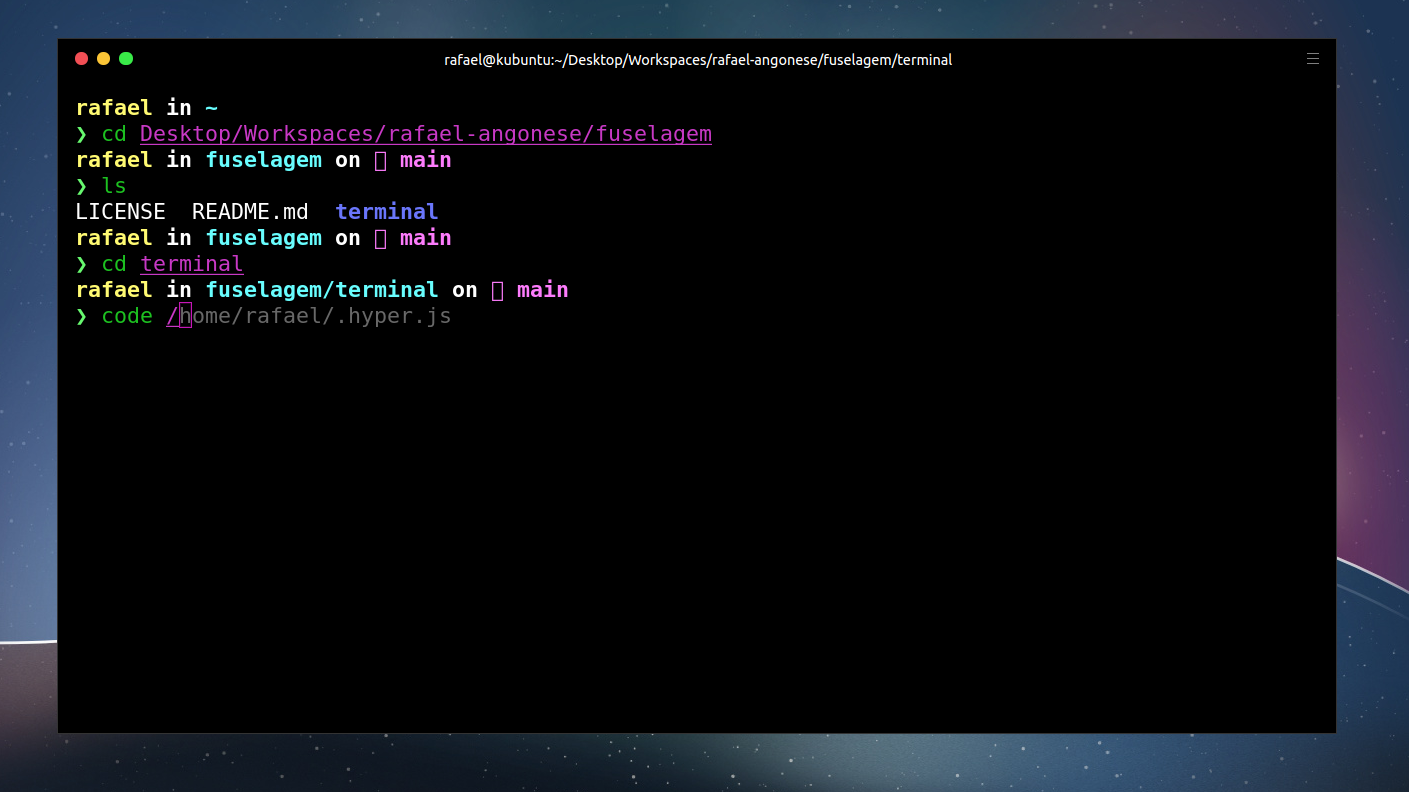 rafael@kubuntu:~/Desktop/Workspaces/rafael-angonese/fuselagem/terminal
rafael in ~
❯ cd Desktop/Workspaces/rafael-angonese/fuselagem
rafael in fuselagem on  main
❯ ls
LICENSE  README.md  terminal
rafael in fuselagem on  main
❯ cd terminal
rafael in fuselagem/terminal on  main
❯ code /home/rafael/.hyper.js